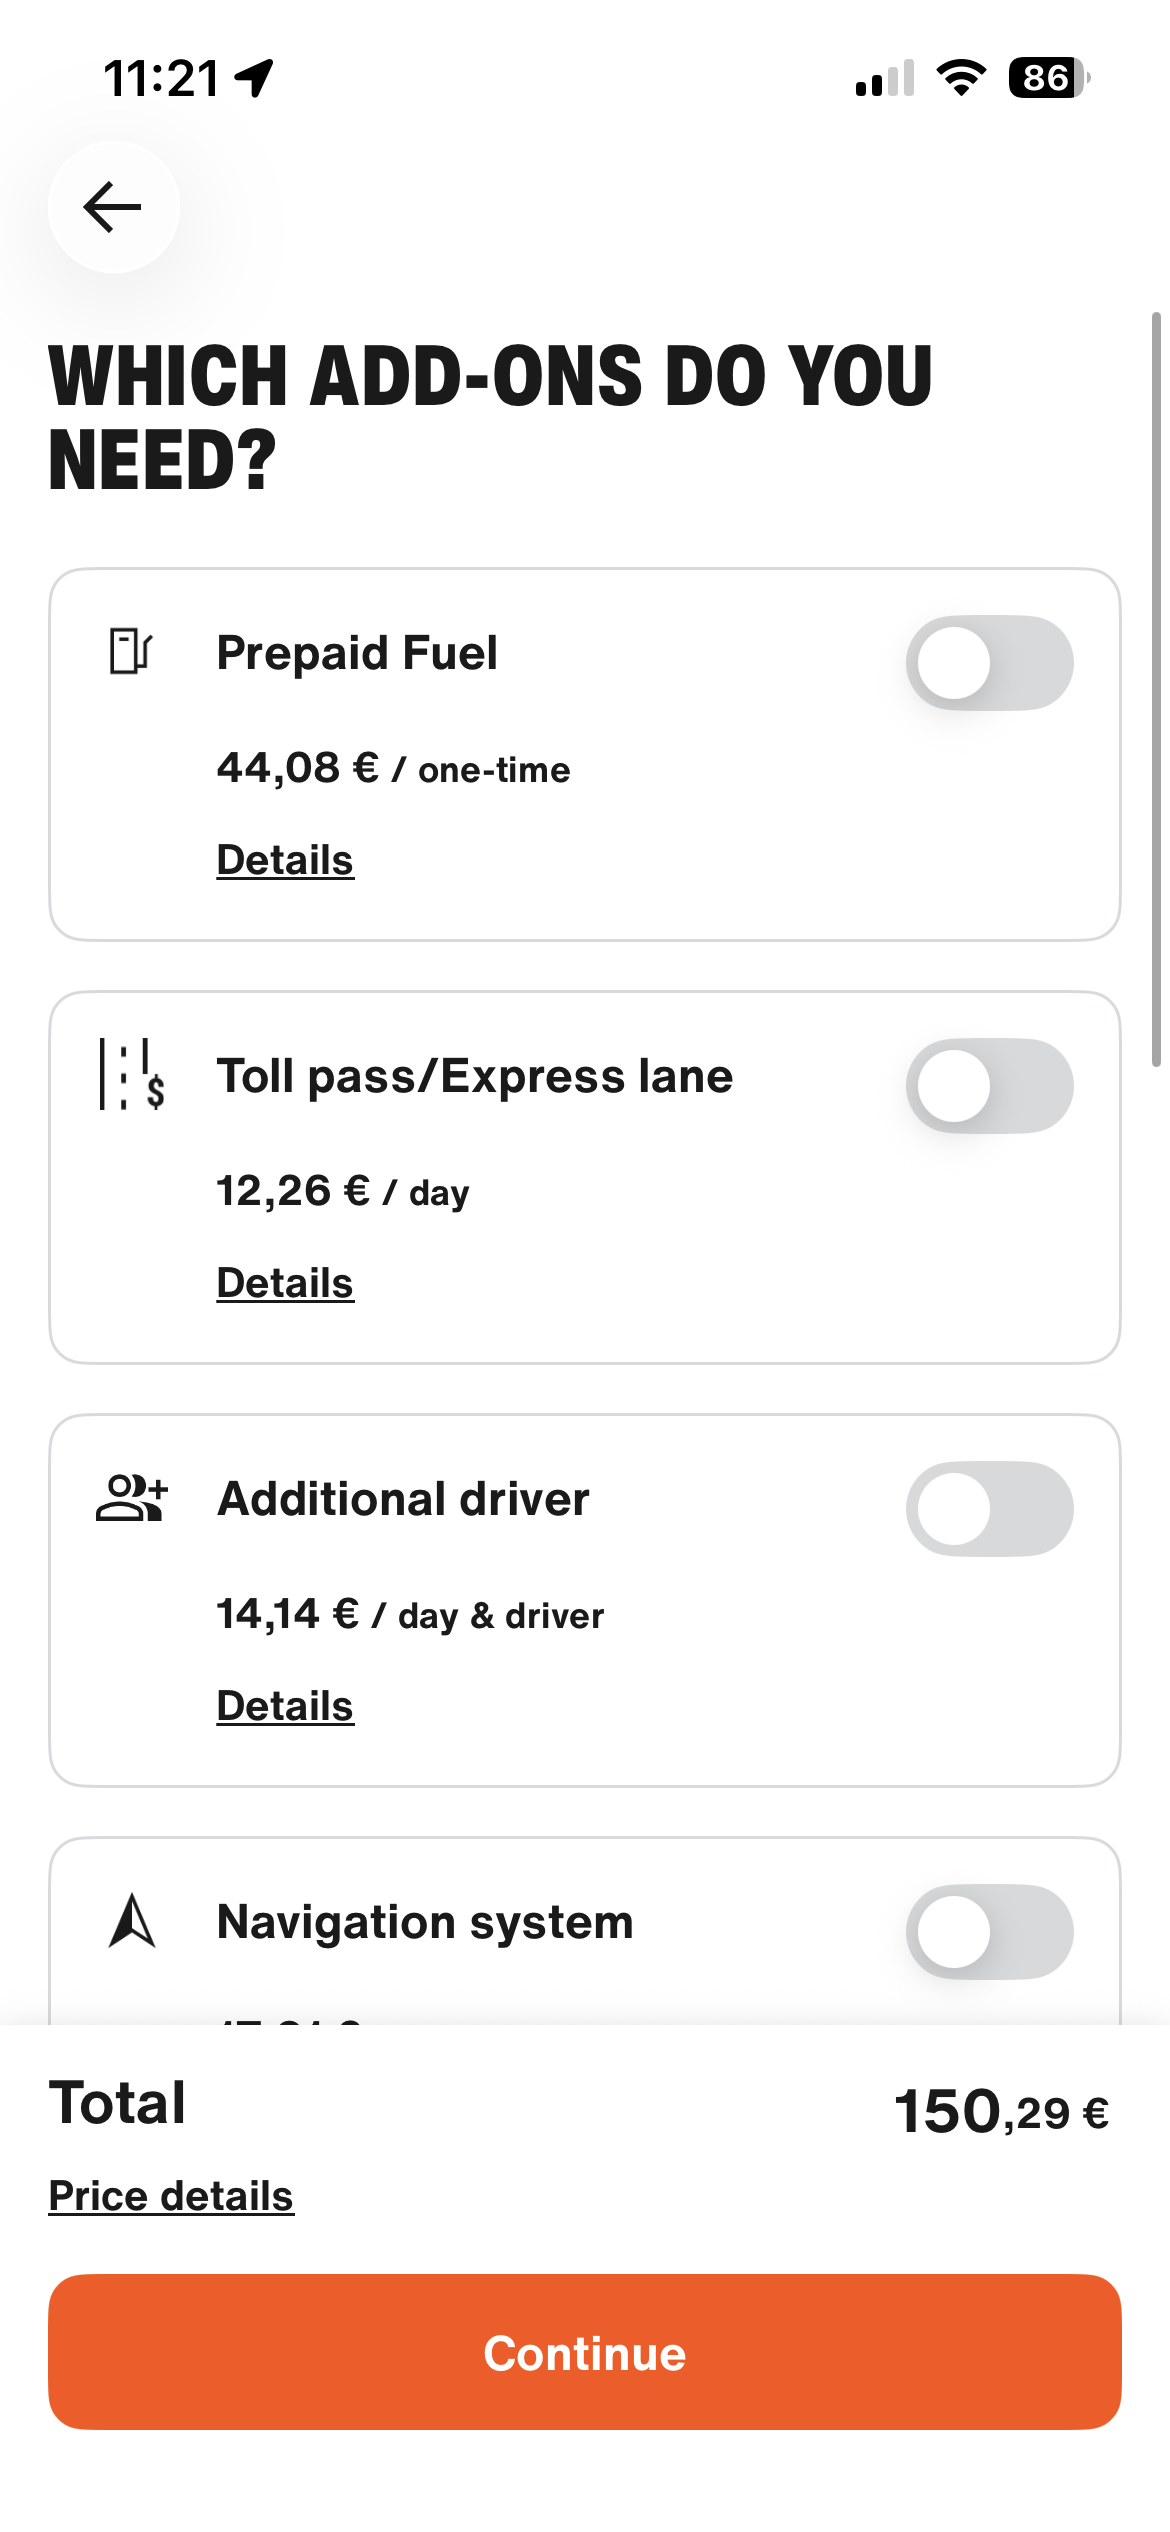 11:21
86
WHICH ADD-ONS DO YOU
NEED?
Prepaid Fuel
44,08 € / one-time
Details
$
Toll pass/Express lane
12,26 € / day
Details
Additional driver
14,14 € / day & driver
Details
Navigation system
Total
150,29 €
Price details
Continue